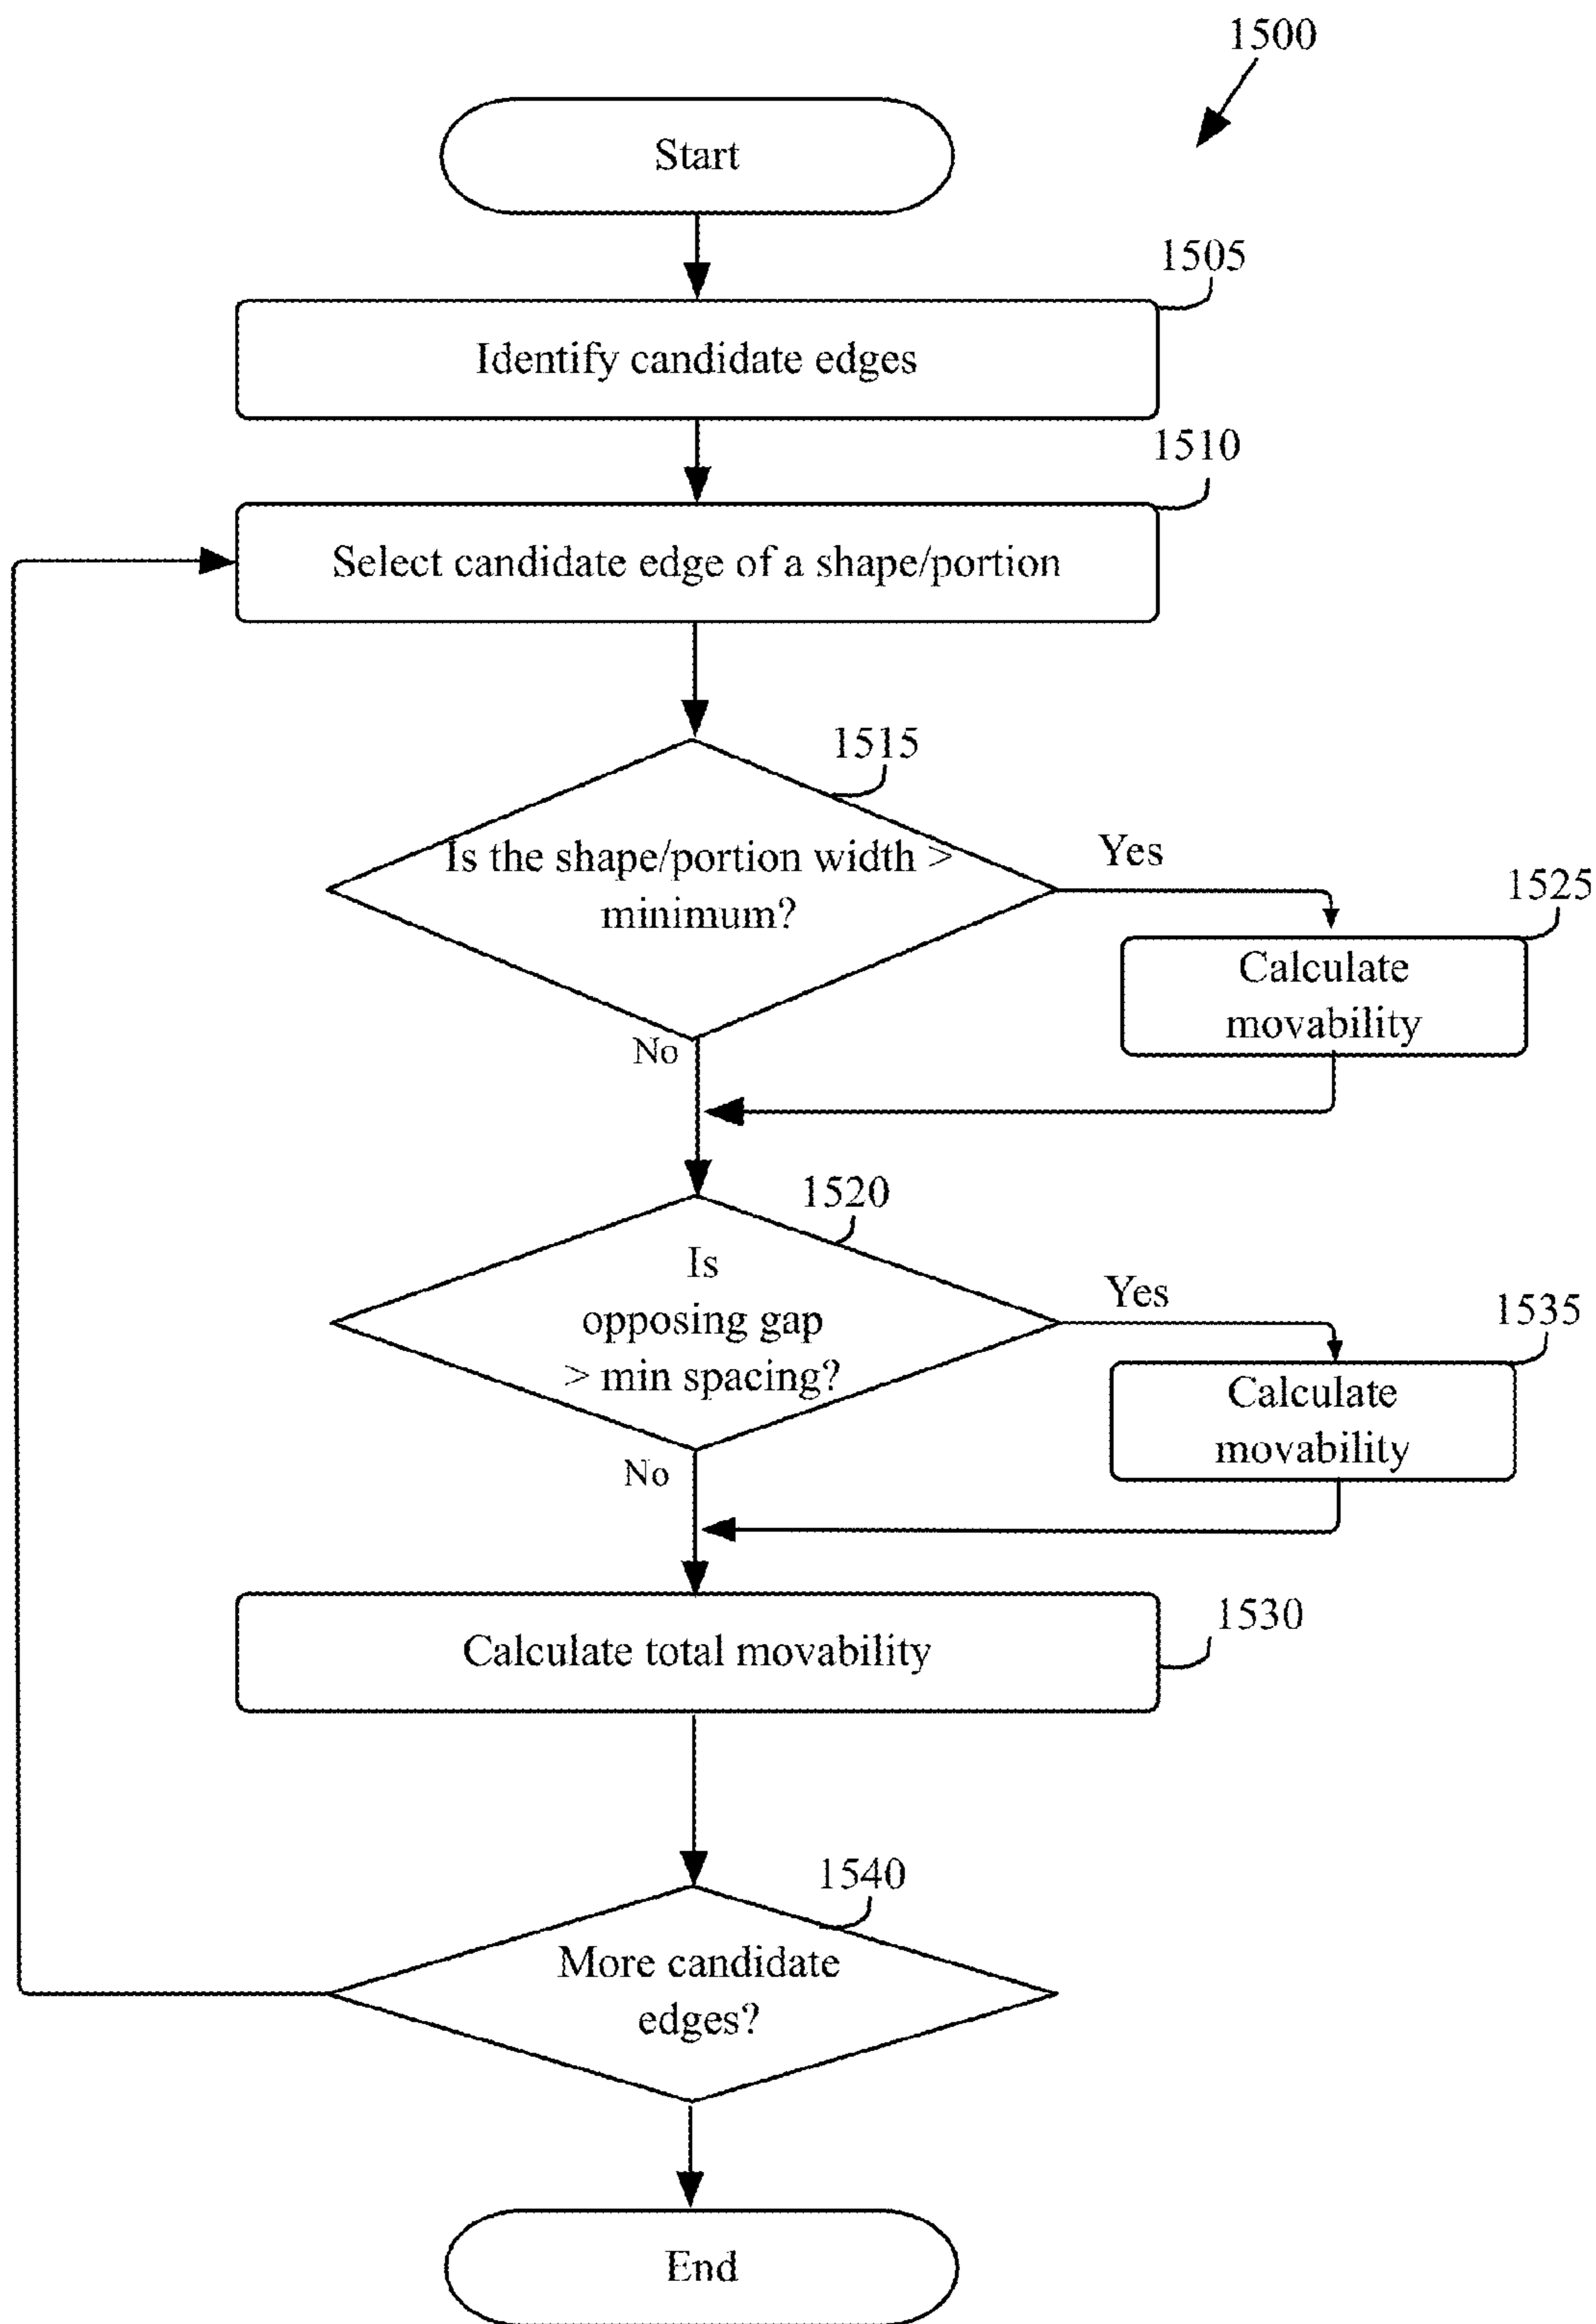 1500
Start
1505
Identify candidate edges
1510
Select candidate edge of a shape/portion
1515
Is the shape/portion width >
minimum?
Yes
1525
Calculate
movability
No
1520
Is
opposing gap
> min spacing?
Yes
1535
Calculate
movability
No
1530
Calculate total movability
1540
More candidate
edges?
End